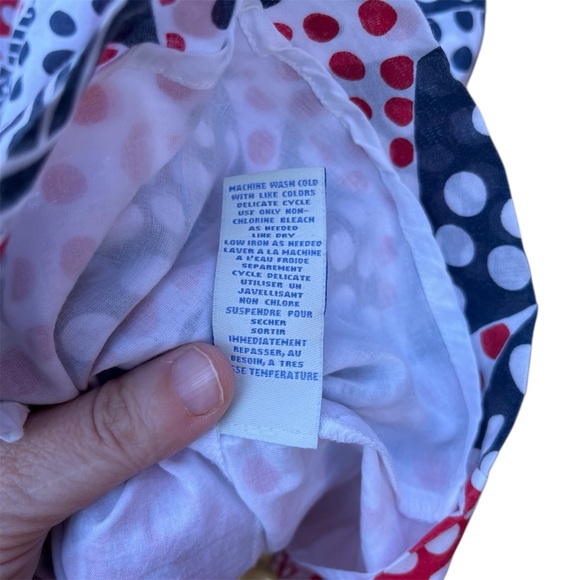 MACHINE WASH COLD
WITH LIKE COLORS
DELICATE CYCLE
USE ONLY NON-
CHLORINE BLEACH
AS NEEDED
LINE DRY
LOW IRON AS NEEDED
LAVER A LA MACHINE
A L'EAU FROIDE
SEPAREMENT
CYCLE DELICATE
UTILISER UN
JAVELLISANT
NON CHLORE
SUSPENDRE POUR
SECHER
SORTIR
IMMEDIATEMENT
REPASSER, AU
BESOIN, A TRES
SSE TEMPERATURE